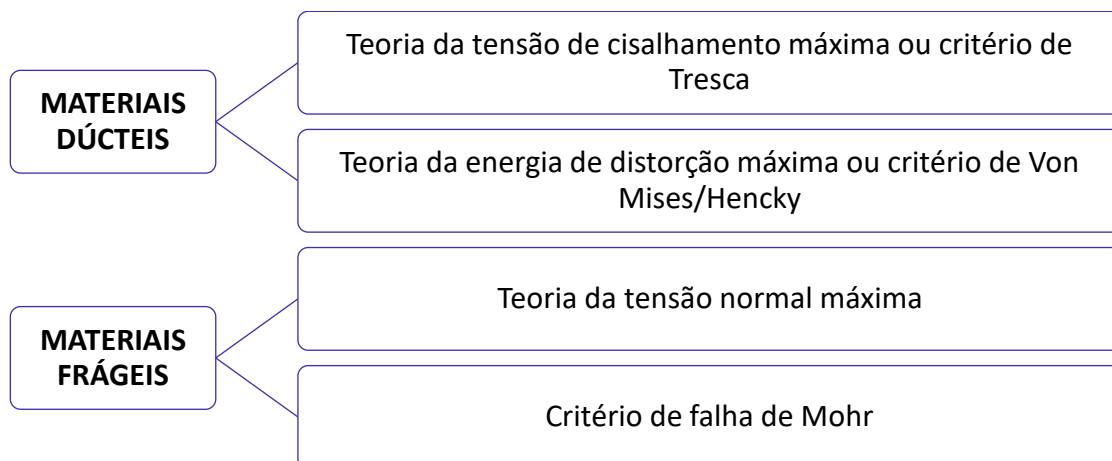 MATERIAIS
DÚCTEIS
Teoria da tensão de cisalhamento máxima ou critério de
Tresca
Teoria da energia de distorção máxima ou critério de Von
Mises/Hencky
MATERIAIS
FRÁGEIS
Teoria da tensão normal máxima
Critério de falha de Mohr